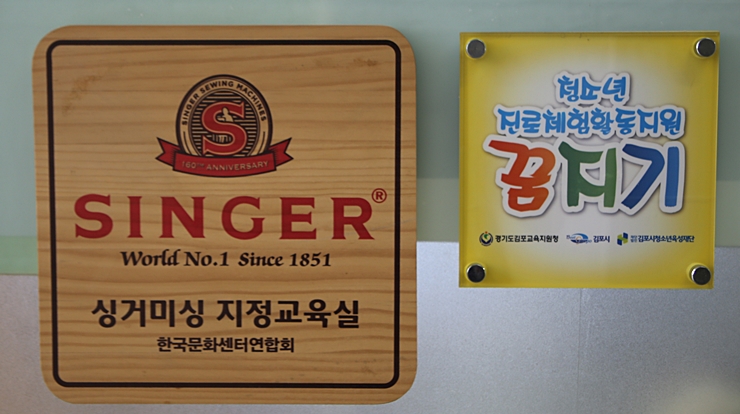 SINGER SEWING MACHINES
S
160TH ANNIVERSARY
SINGER®
World No.1 Since 1851
싱거미싱 지정교육실
한국문화센터연합회
청소년
진로체험활동지원
꿈지기
경기도김포교육지원청 김포시 김포시청소년육성재단